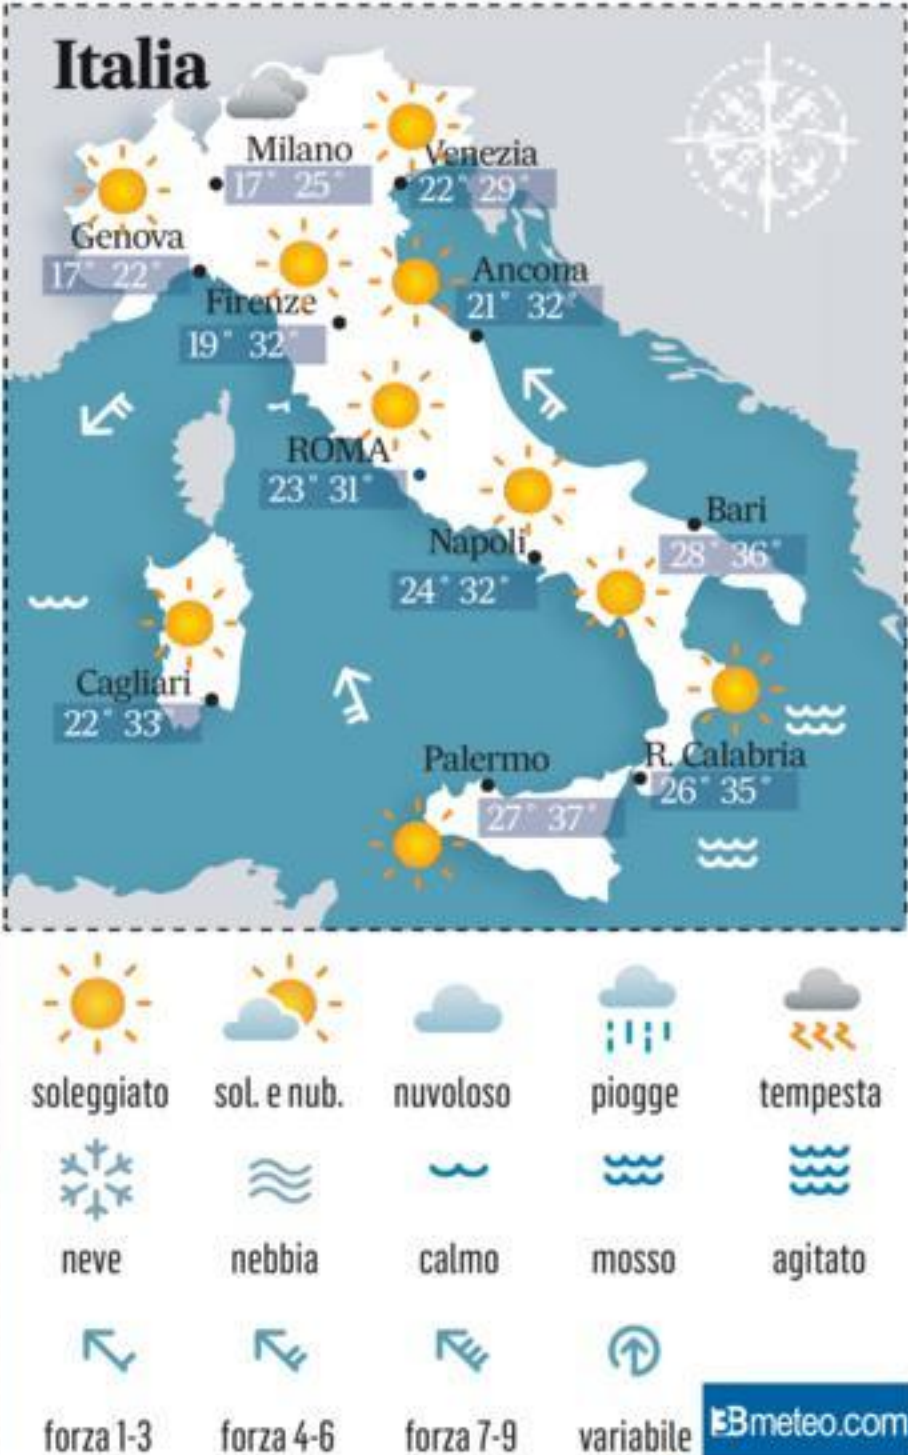 Italia
Milano
17° 25°
Venezia
22° 29°
Genova
17° 22°
Ancona
21° 32°
Firenze
19° 32°
ROMA
23° 31°
Bari
28° 36°
Napoli
24° 32°
Cagliari
22° 33°
Palermo
27° 37°
R. Calabria
26° 35°
soleggiato sol. e nub. nuvoloso piogge tempesta
neve nebbia calmo mosso agitato
forza 1-3 forza 4-6 forza 7-9 variabile
3Bmeteo.com